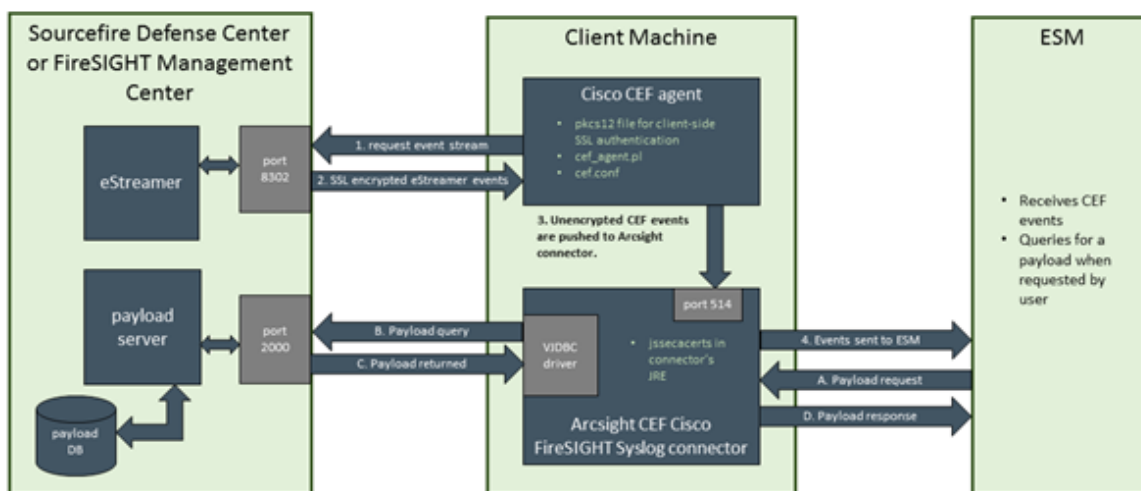 Sourcefire Defense Center
or FireSIGHT Management
Center
eStreamer
port
8302
payload
server
port
2000
payload
DB
1. request event stream
2. SSL encrypted eStreamer events
B. Payload query
C. Payload returned
Client Machine
Cisco CEF agent
• pkcs12 file for client-side
SSL authentication
• cef_agent.pl
• cef.conf
3. Unencrypted CEF events
are pushed to Arcsight
connector.
port 514
VJDBC
driver
• jssecacerts in
connector's
JRE
Arcsight CEF Cisco
FireSIGHT Syslog connector
4. Events sent to ESM
A. Payload request
D. Payload response
ESM
• Receives CEF
events
• Queries for a
payload when
requested by
user